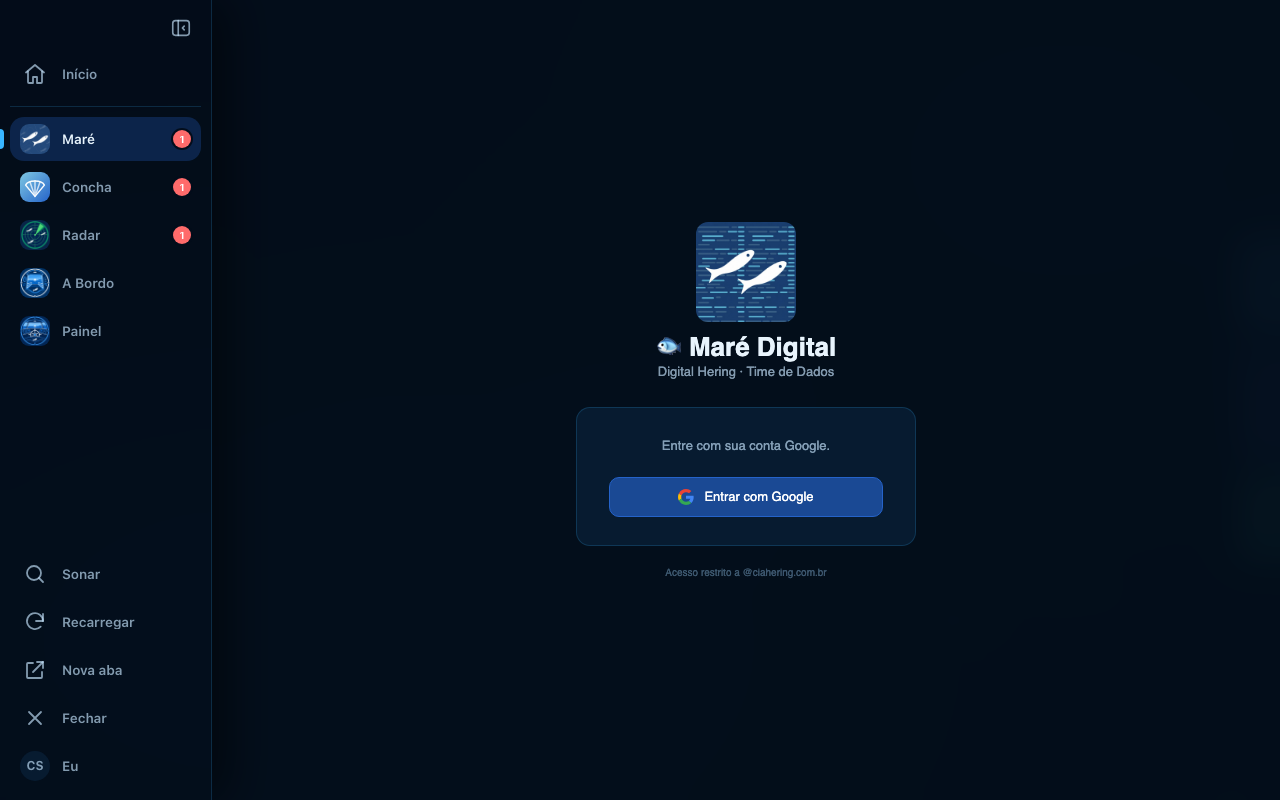 Início
Maré 1
Concha 1
Radar 1
A Bordo
Painel
Sonar
Recarregar
Nova aba
Fechar
CS Eu
Maré Digital
Digital Hering · Time de Dados
Entre com sua conta Google.
Entrar com Google
Acesso restrito a @ciahering.com.br